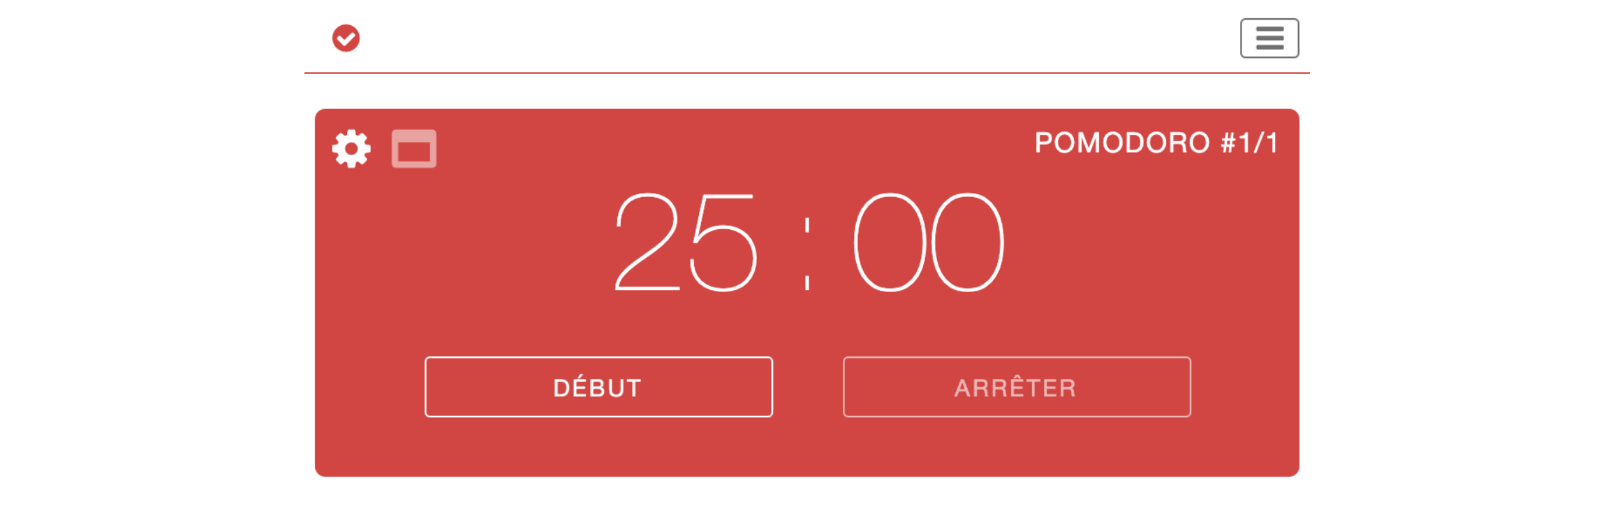 POMODORO #1/1
25 : 00
DÉBUT
ARRÊTER